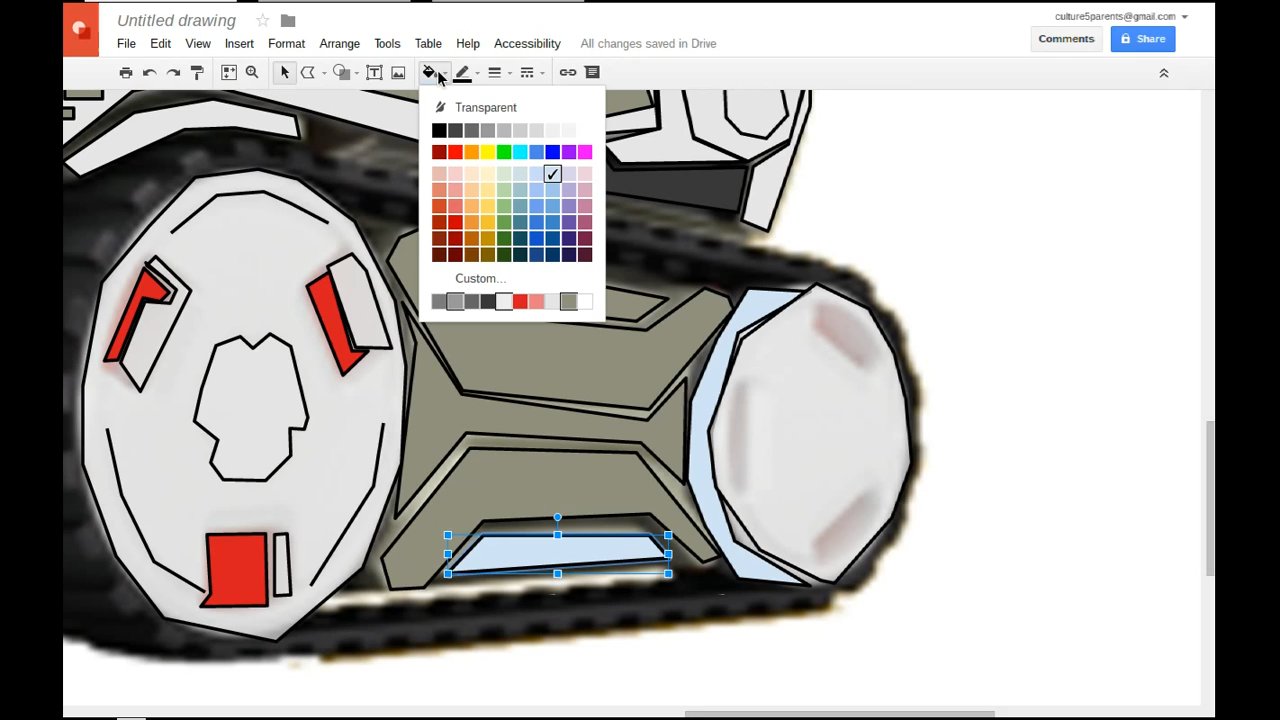 Untitled drawing
culture5parents@gmail.com
File Edit View Insert Format Arrange Tools Table Help Accessibility All changes saved in Drive
Comments Share
Transparent
Custom...